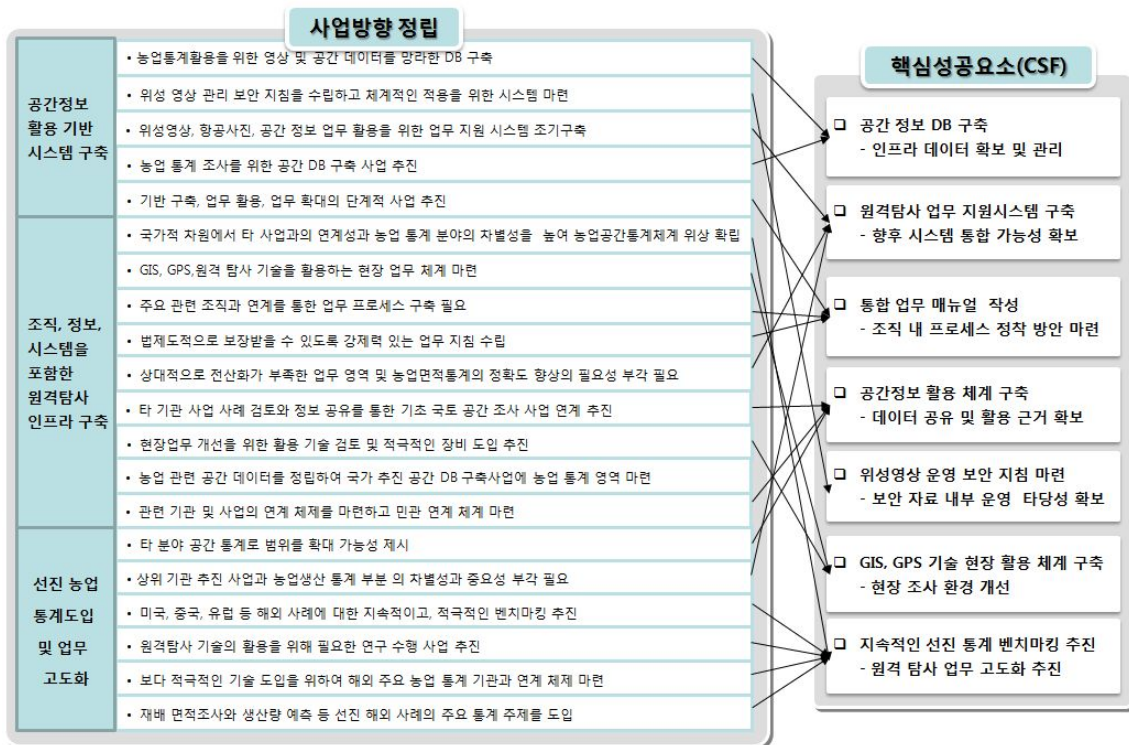 사업방향 정립
공간정보
활용 기반
시스템 구축
• 농업통계활용을 위한 영상 및 공간 데이터를 망라한 DB 구축
• 위성 영상 관리 보안 지침을 수립하고 체계적인 적용을 위한 시스템 마련
• 위성영상, 항공사진, 공간 정보 업무 활용을 위한 업무 지원 시스템 조기구축
• 농업 통계 조사를 위한 공간 DB 구축 사업 추진
• 기반 구축, 업무 활용, 업무 확대의 단계적 사업 추진
조직, 정보,
시스템을
포함한
원격탐사
인프라 구축
• 국가적 차원에서 타 사업과의 연계성과 농업 통계 분야의 차별성을 높여 농업공간통계체계 위상 확립
• GIS, GPS,원격 탐사 기술을 활용하는 현장 업무 체계 마련
• 주요 관련 조직과 연계를 통한 업무 프로세스 구축 필요
• 법제도적으로 보장받을 수 있도록 강제력 있는 업무 지침 수립
• 상대적으로 전산화가 부족한 업무 영역 및 농업면적통계의 정확도 향상의 필요성 부각 필요
• 타 기관 사업 사례 검토와 정보 공유를 통한 기초 국토 공간 조사 사업 연계 추진
• 현장업무 개선을 위한 활용 기술 검토 및 적극적인 장비 도입 추진
• 농업 관련 공간 데이터를 정립하여 국가 추진 공간 DB 구축사업에 농업 통계 영역 마련
• 관련 기관 및 사업의 연계 체제를 마련하고 민관 연계 체계 마련
선진 농업
통계도입
및 업무
고도화
• 타 분야 공간 통계로 범위를 확대 가능성 제시
• 상위 기관 추진 사업과 농업생산 통계 부분 의 차별성과 중요성 부각 필요
• 미국, 중국, 유럽 등 해외 사례에 대한 지속적이고, 적극적인 벤치마킹 추진
• 원격탐사 기술의 활용을 위해 필요한 연구 수행 사업 추진
• 보다 적극적인 기술 도입을 위하여 해외 주요 농업 통계 기관과 연계 체제 마련
• 재배 면적조사와 생산량 예측 등 선진 해외 사례의 주요 통계 주제를 도입
핵심성공요소(CSF)
❑ 공간 정보 DB 구축
- 인프라 데이터 확보 및 관리
❑ 원격탐사 업무 지원시스템 구축
- 향후 시스템 통합 가능성 확보
❑ 통합 업무 매뉴얼 작성
- 조직 내 프로세스 정착 방안 마련
❑ 공간정보 활용 체계 구축
- 데이터 공유 및 활용 근거 확보
❑ 위성영상 운영 보안 지침 마련
- 보안 자료 내부 운영 타당성 확보
❑ GIS, GPS 기술 현장 활용 체계 구축
- 현장 조사 환경 개선
❑ 지속적인 선진 통계 벤치마킹 추진
- 원격 탐사 업무 고도화 추진